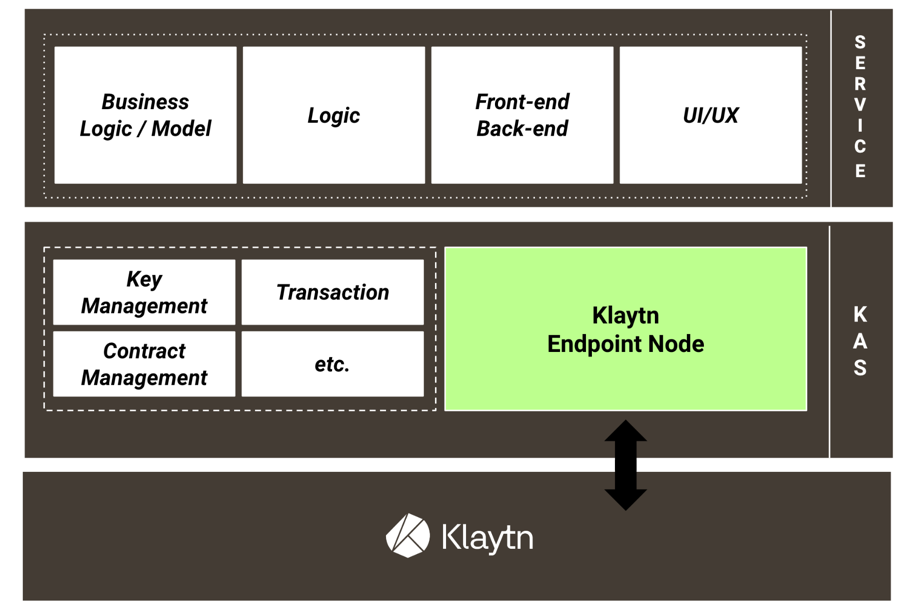 Business
Logic / Model
Logic
Front-end
Back-end
UI/UX
SERVICE
Key
Management
Transaction
Contract
Management
etc.
Klaytn
Endpoint Node
KAS
Klaytn